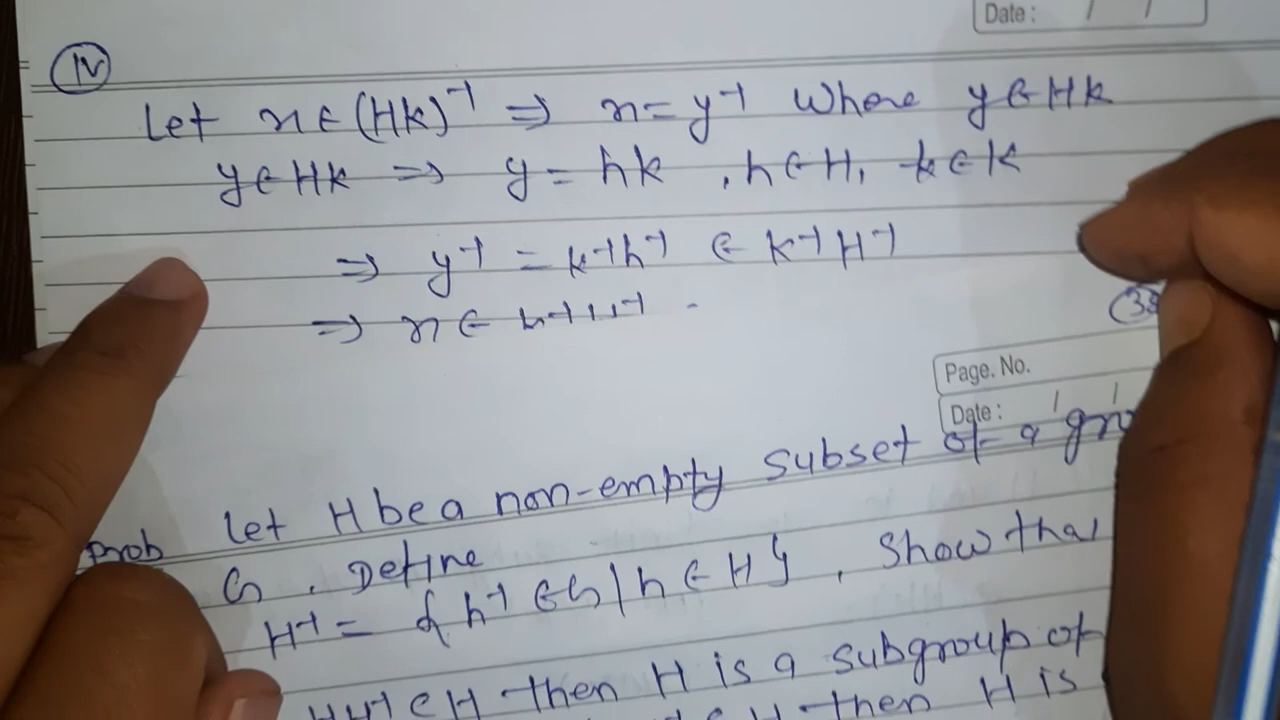 Date : / /
(IV)
Let x ∈ (HK)⁻¹ ⇒ x = y⁻¹ Where y ∈ HK
y ∈ HK ⇒ y = hk , h ∈ H, k ∈ K
⇒ y⁻¹ = k⁻¹h⁻¹ ∈ K⁻¹H⁻¹
⇒ x ∈ K⁻¹H⁻¹ -
Page. No.
Date : / /
Prob Let H be a non-empty subset of a
G . Define
H⁻¹ = { h⁻¹ ∈ G | h ∈ H } , Show that
HH⁻¹ ⊂ H then H is a subgroup of
then H is